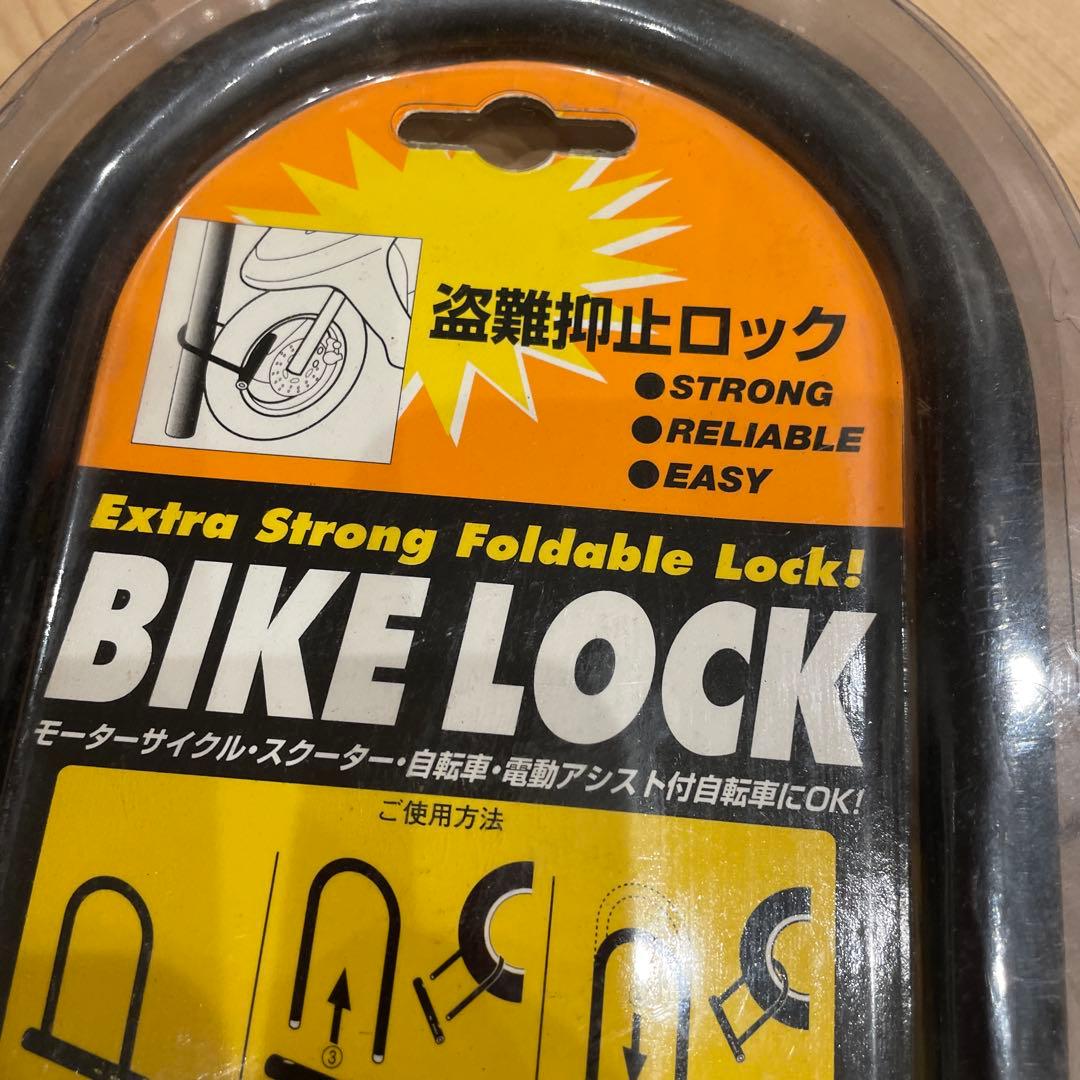 盗難抑止ロック
●STRONG
●RELIABLE
●EASY
Extra Strong Foldable Lock!
BIKE LOCK
モーターサイクル・スクーター・自転車・電動アシスト付自転車にOK!
ご使用方法
③